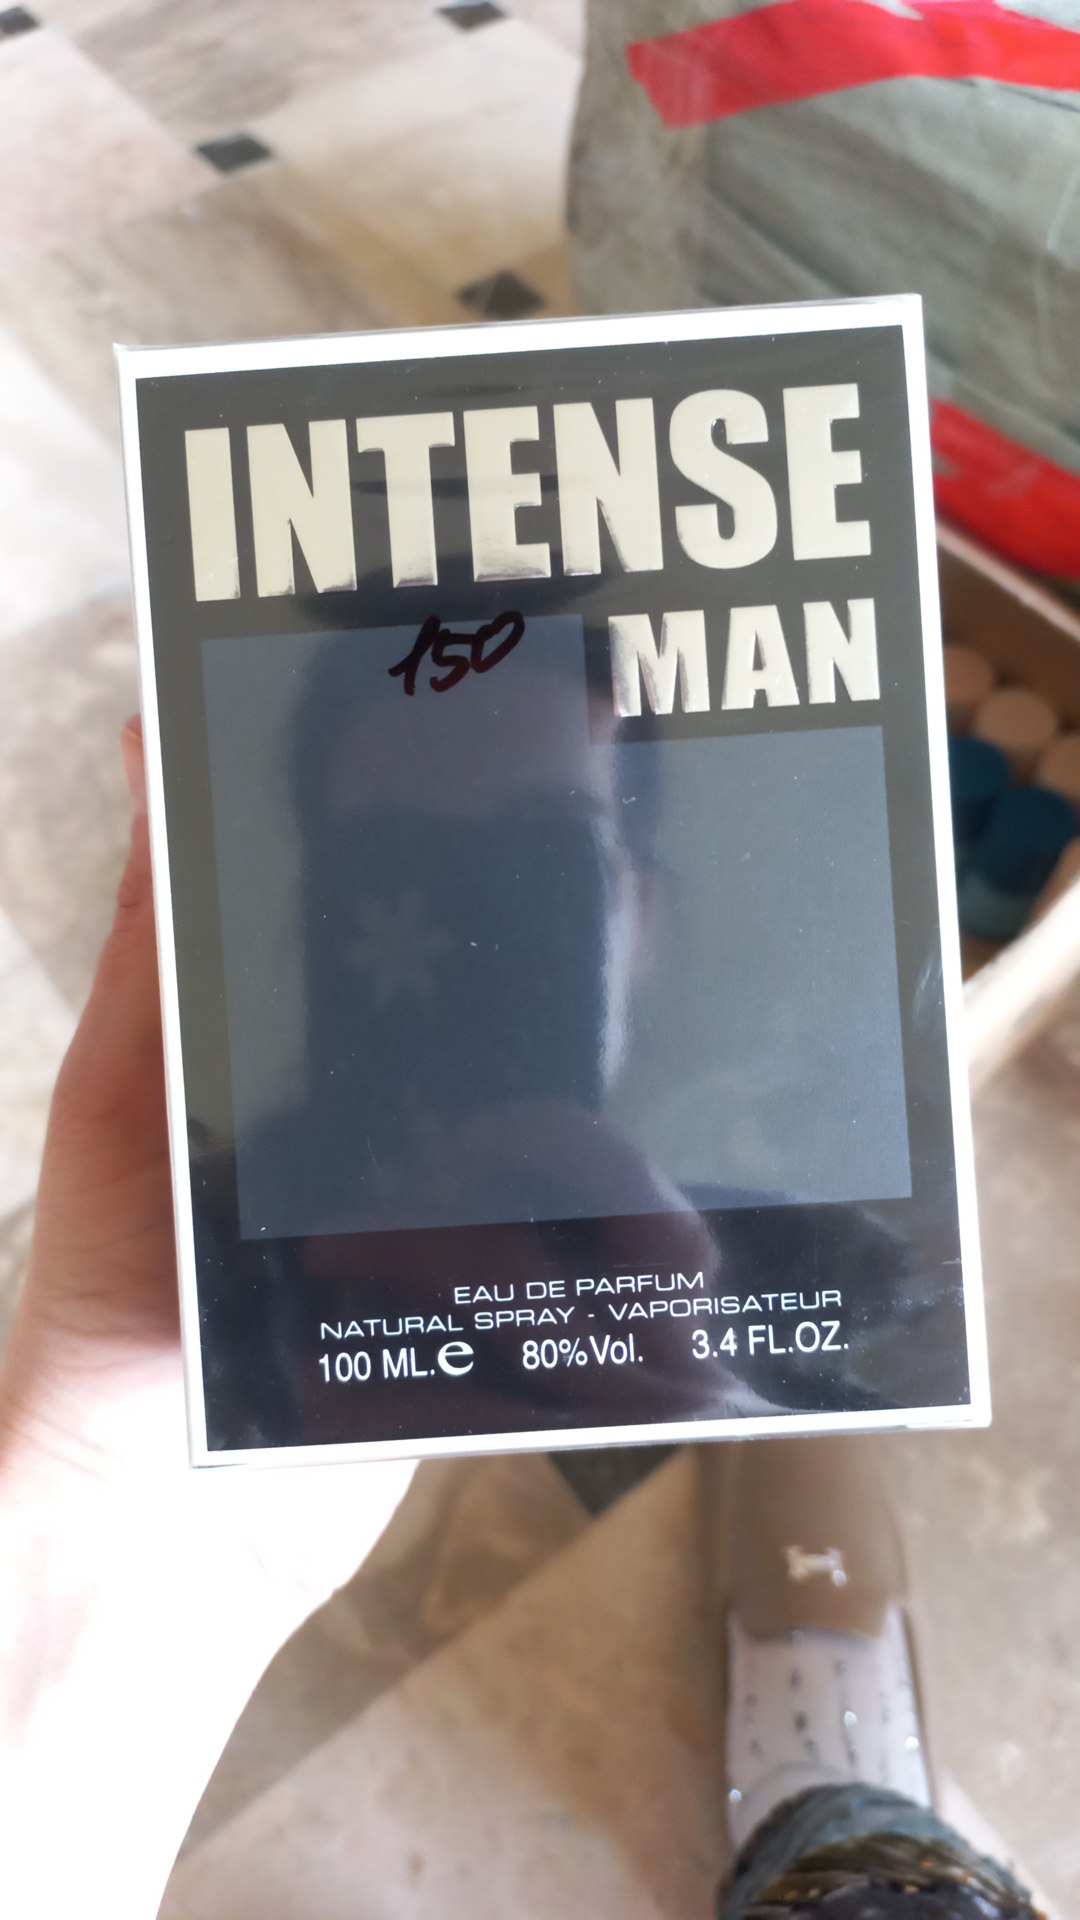 INTENSE
150
MAN
EAU DE PARFUM
NATURAL SPRAY - VAPORISATEUR
100 ML.e 80%Vol. 3.4 FL.OZ.